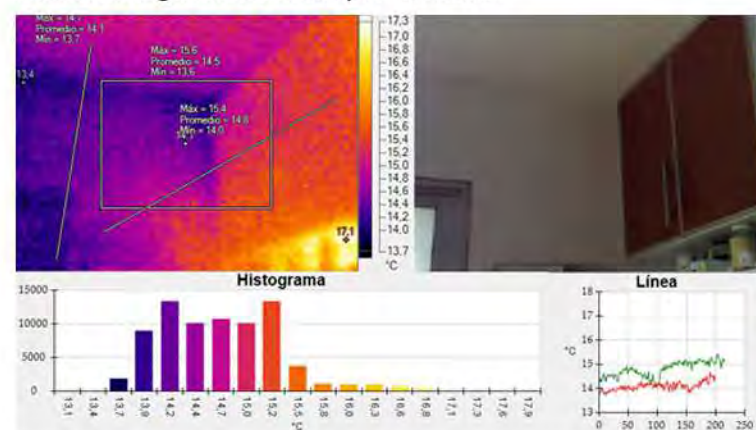 Máx = 14,7
Promedio = 14,1
Mín = 13,7
13,4
Máx = 15,6
Promedio = 14,5
Mín = 13,6
Máx = 15,4
Promedio = 14,8
Mín = 14,0
17,1
17,3
17,0
16,8
16,6
16,4
16,2
16,0
15,8
15,6
15,4
15,2
15,0
14,8
14,6
14,4
14,2
14,0
13,7
°C
Histograma
15000
10000
5000
0
13,1 13,4 13,7 13,9 14,2 14,4 14,7 15,0 15,2 15,5 15,8 16,0 16,3 16,6 16,8 17,1 17,3 17,6 17,9
°C
Línea
18
17
16
°C
15
14
13
0 50 100 150 200 250